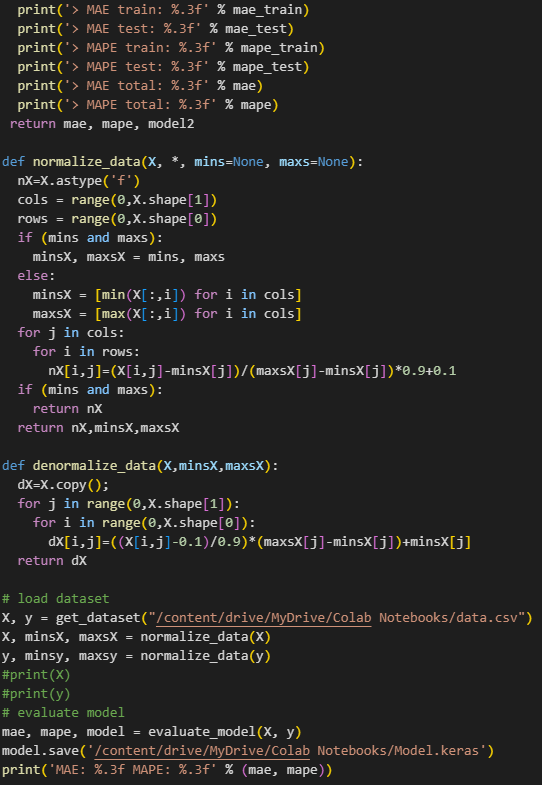 print('> MAE train: %.3f' % mae_train)
  print('> MAE test: %.3f' % mae_test)
  print('> MAPE train: %.3f' % mape_train)
  print('> MAPE test: %.3f' % mape_test)
  print('> MAE total: %.3f' % mae)
  print('> MAPE total: %.3f' % mape)
 return mae, mape, model2

def normalize_data(X, *, mins=None, maxs=None):
  nX=X.astype('f')
  cols = range(0,X.shape[1])
  rows = range(0,X.shape[0])
  if (mins and maxs):
    minsX, maxsX = mins, maxs
  else:
    minsX = [min(X[:,i]) for i in cols]
    maxsX = [max(X[:,i]) for i in cols]
  for j in cols:
    for i in rows:
      nX[i,j]=(X[i,j]-minsX[j])/(maxsX[j]-minsX[j])*0.9+0.1
  if (mins and maxs):
    return nX
  return nX,minsX,maxsX

def denormalize_data(X,minsX,maxsX):
  dX=X.copy();
  for j in range(0,X.shape[1]):
    for i in range(0,X.shape[0]):
      dX[i,j]=((X[i,j]-0.1)/0.9)*(maxsX[j]-minsX[j])+minsX[j]
  return dX

# load dataset
X, y = get_dataset("/content/drive/MyDrive/Colab Notebooks/data.csv")
X, minsX, maxsX = normalize_data(X)
y, minsy, maxsy = normalize_data(y)
#print(X)
#print(y)
# evaluate model
mae, mape, model = evaluate_model(X, y)
model.save('/content/drive/MyDrive/Colab Notebooks/Model.keras')
print('MAE: %.3f MAPE: %.3f' % (mae, mape))